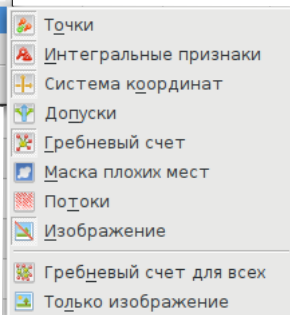 Точки
Интегральные признаки
Система координат
Допуски
Гребневый счет
Маска плохих мест
Потоки
Изображение
Гребневый счет для всех
Только изображение